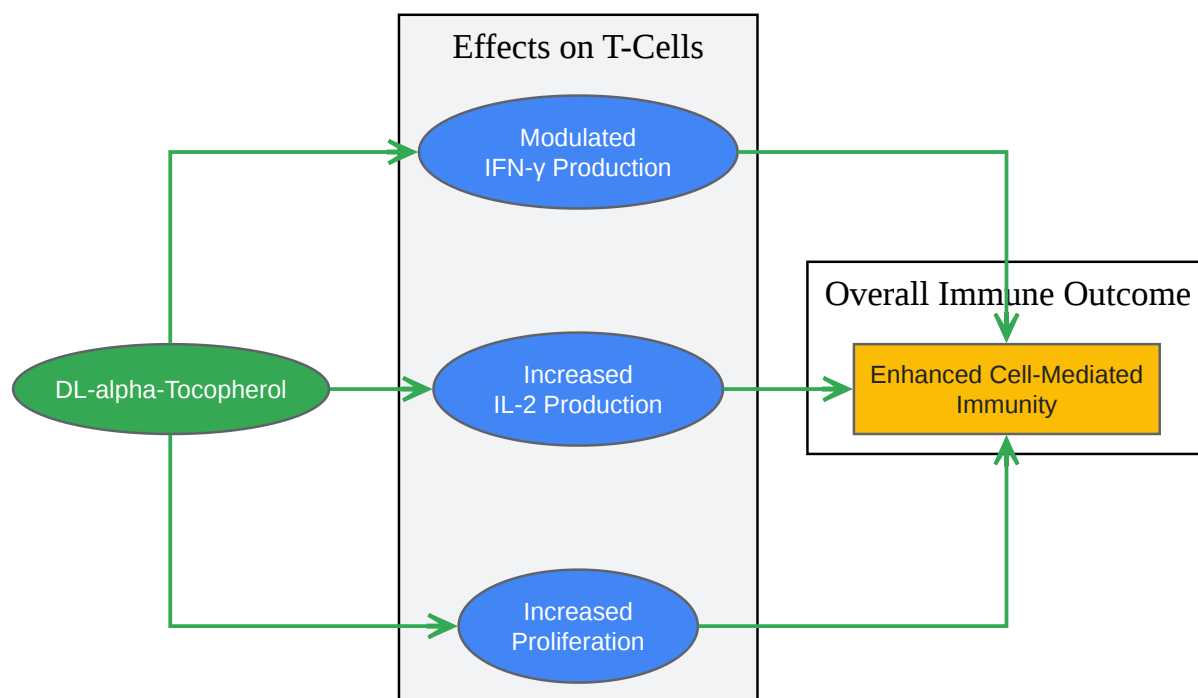 Effects on T-Cells
Modulated
IFN-γ Production
Overall Immune Outcome
DL-alpha-Tocopherol
Increased
IL-2 Production
Enhanced Cell-Mediated
Immunity
Increased
Proliferation